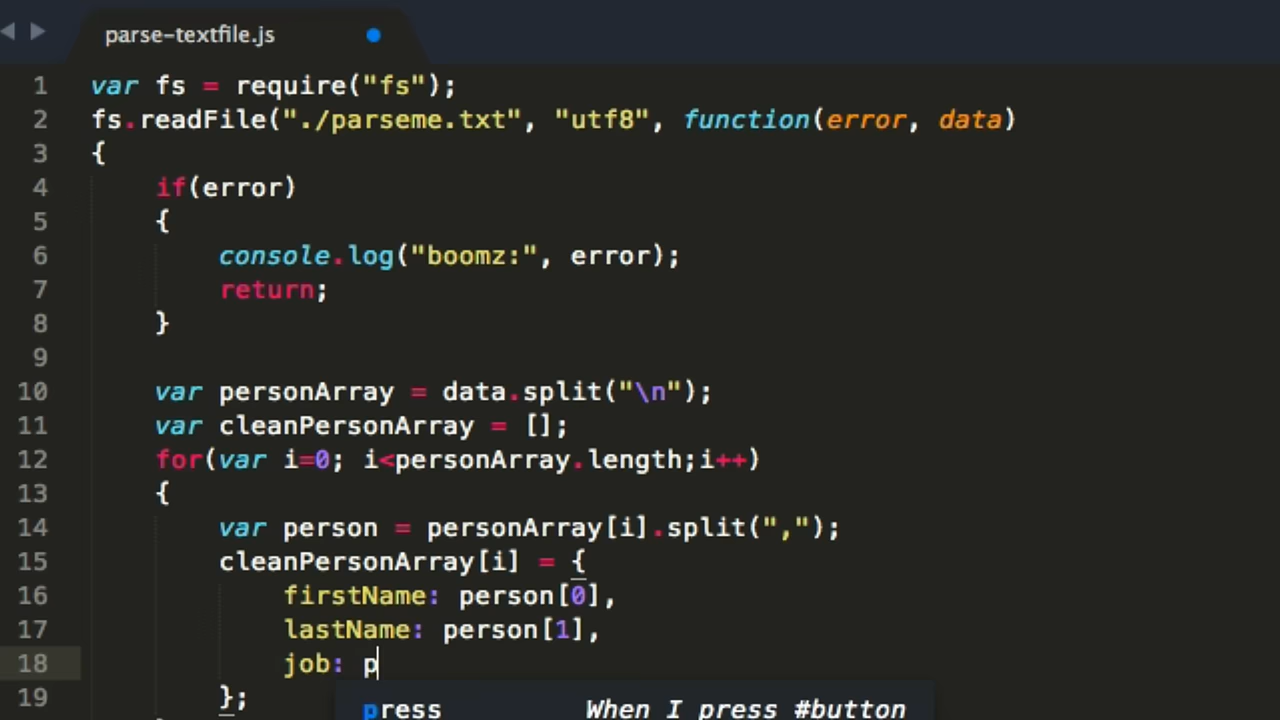 parse-textfile.js
1 var fs = require("fs");
2 fs.readFile("./parseme.txt", "utf8", function(error, data)
3 {
4 if(error)
5 {
6 console.log("boomz:", error);
7 return;
8 }
9
10 var personArray = data.split("\n");
11 var cleanPersonArray = [];
12 for(var i=0; i<personArray.length;i++)
13 {
14 var person = personArray[i].split(",");
15 cleanPersonArray[i] = {
16 firstName: person[0],
17 lastName: person[1],
18 job: p
19 };
press When I press #button